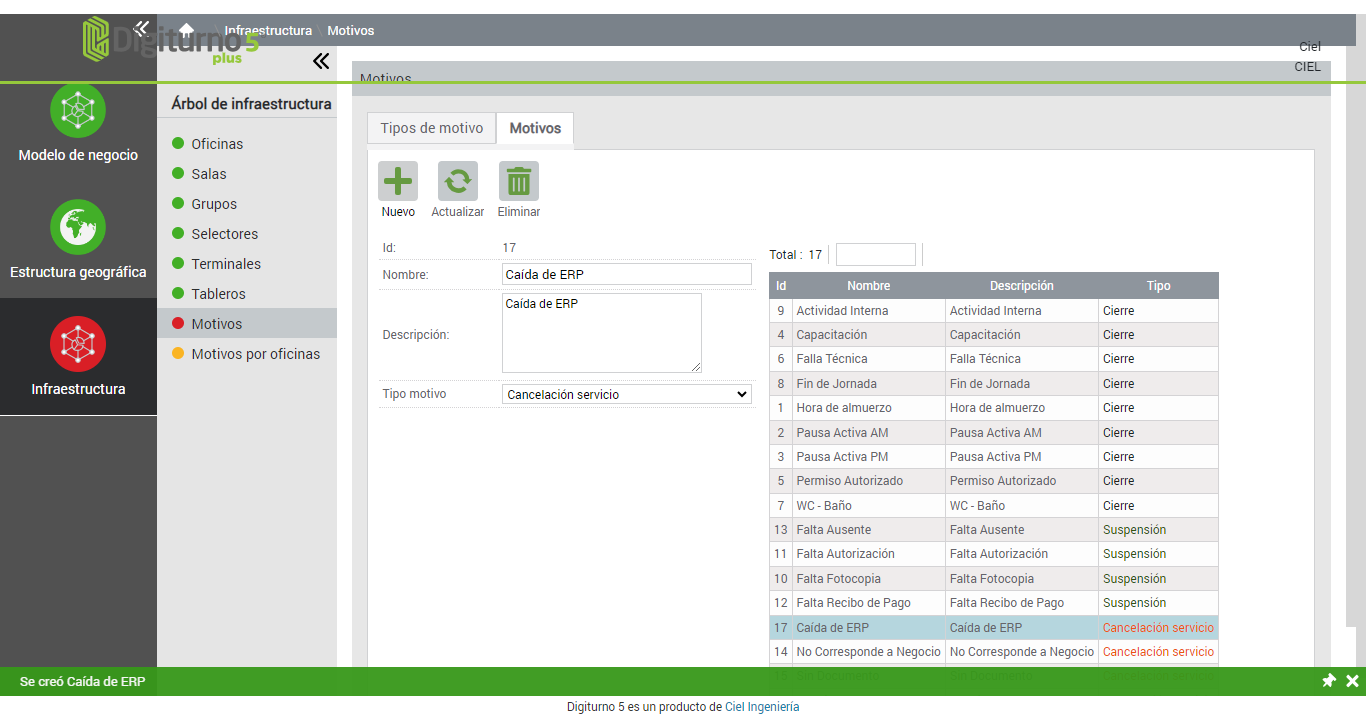 Digiturno 5
plus
Infraestructura Motivos
Ciel
CIEL
Modelo de negocio
Estructura geográfica
Infraestructura
Árbol de infraestructura
Oficinas
Salas
Grupos
Selectores
Terminales
Tableros
Motivos
Motivos por oficinas
Motivos
Tipos de motivo Motivos
Nuevo Actualizar Eliminar
Id: 17
Nombre: Caída de ERP
Descripción: Caída de ERP
Tipo motivo Cancelación servicio
Total : 17
Id Nombre Descripción Tipo
9 Actividad Interna Actividad Interna Cierre
4 Capacitación Capacitación Cierre
6 Falla Técnica Falla Técnica Cierre
8 Fin de Jornada Fin de Jornada Cierre
1 Hora de almuerzo Hora de almuerzo Cierre
2 Pausa Activa AM Pausa Activa AM Cierre
3 Pausa Activa PM Pausa Activa PM Cierre
5 Permiso Autorizado Permiso Autorizado Cierre
7 WC - Baño WC - Baño Cierre
13 Falta Ausente Falta Ausente Suspensión
11 Falta Autorización Falta Autorización Suspensión
10 Falta Fotocopia Falta Fotocopia Suspensión
12 Falta Recibo de Pago Falta Recibo de Pago Suspensión
17 Caída de ERP Caída de ERP Cancelación servicio
14 No Corresponde a Negocio No Corresponde a Negocio Cancelación servicio
16 Sin Documento Sin Documento Cancelación servicio
Se creó Caída de ERP
Digiturno 5 es un producto de Ciel Ingeniería